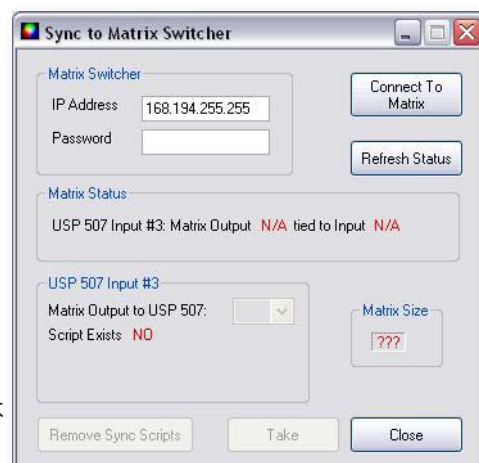 Sync to Matrix Switcher
Matrix Switcher
IP Address 168.194.255.255
Password
Connect To
Matrix
Refresh Status
Matrix Status
USP 507 Input #3: Matrix Output N/A tied to Input N/A
USP 507 Input #3
Matrix Output to USP 507:
Script Exists NO
Matrix Size
???
Remove Sync Scripts
Take
Close